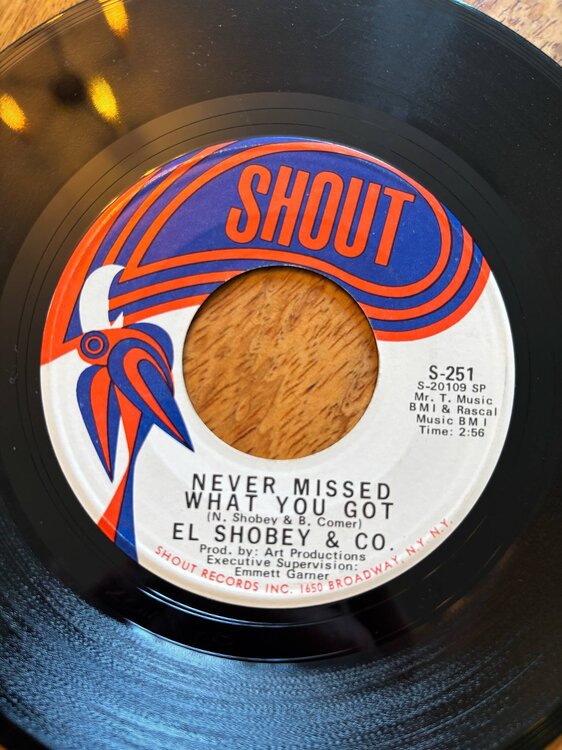 SHOUT
S-251
S-20109 SP
Mr. T. Music
BMI & Rascal
Music BMI
Time: 2:56
NEVER MISSED
WHAT YOU GOT
(N. Shobey & B. Comer)
EL SHOBEY & CO.
Prod. by: Art Productions
Executive Supervision:
Emmett Garner
SHOUT RECORDS INC. 1650 BROADWAY, N.Y. N.Y.